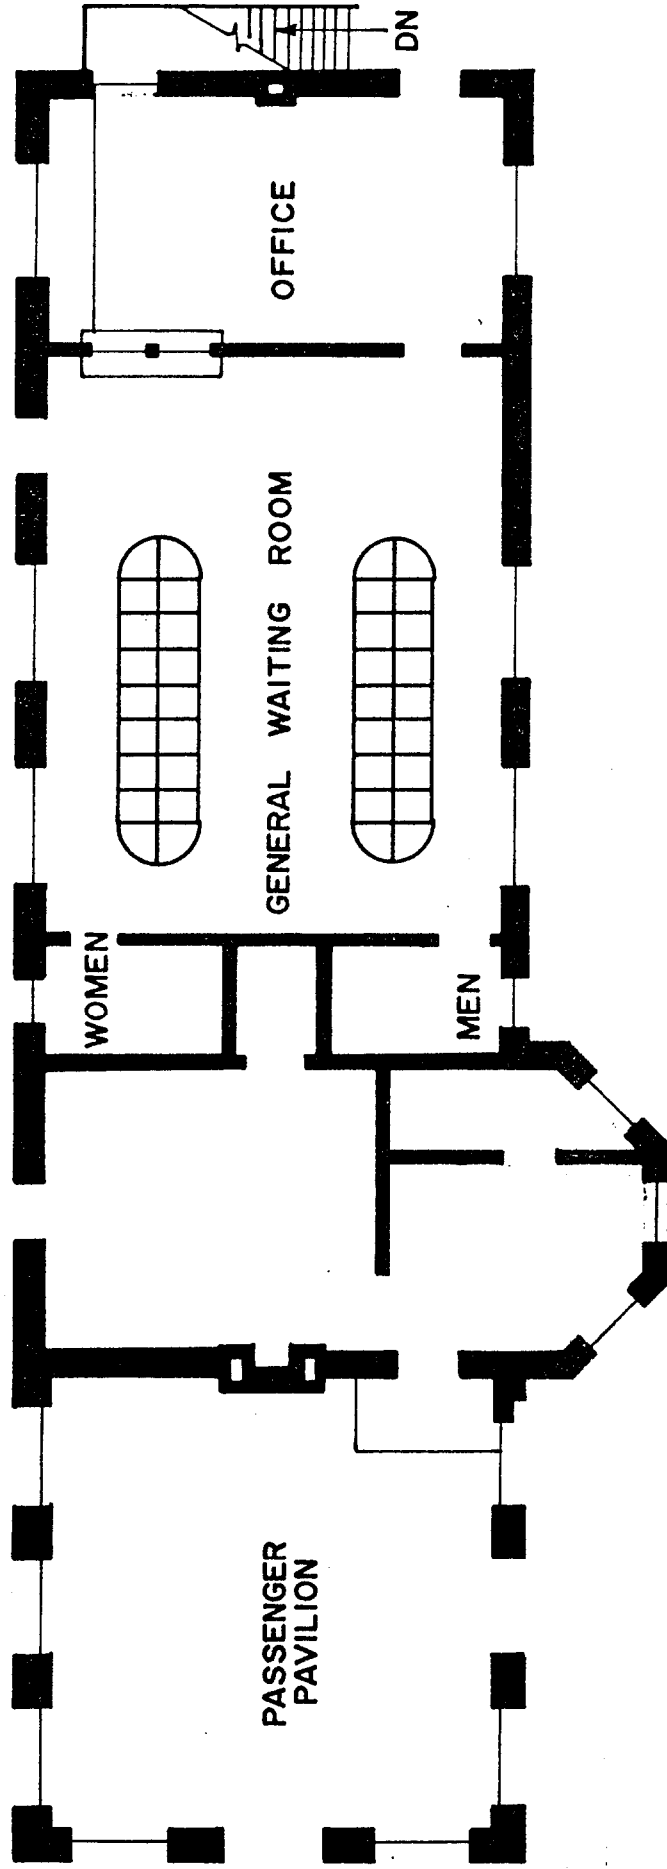 DN
OFFICE
GENERAL WAITING ROOM
WOMEN
MEN
PASSENGER
PAVILION